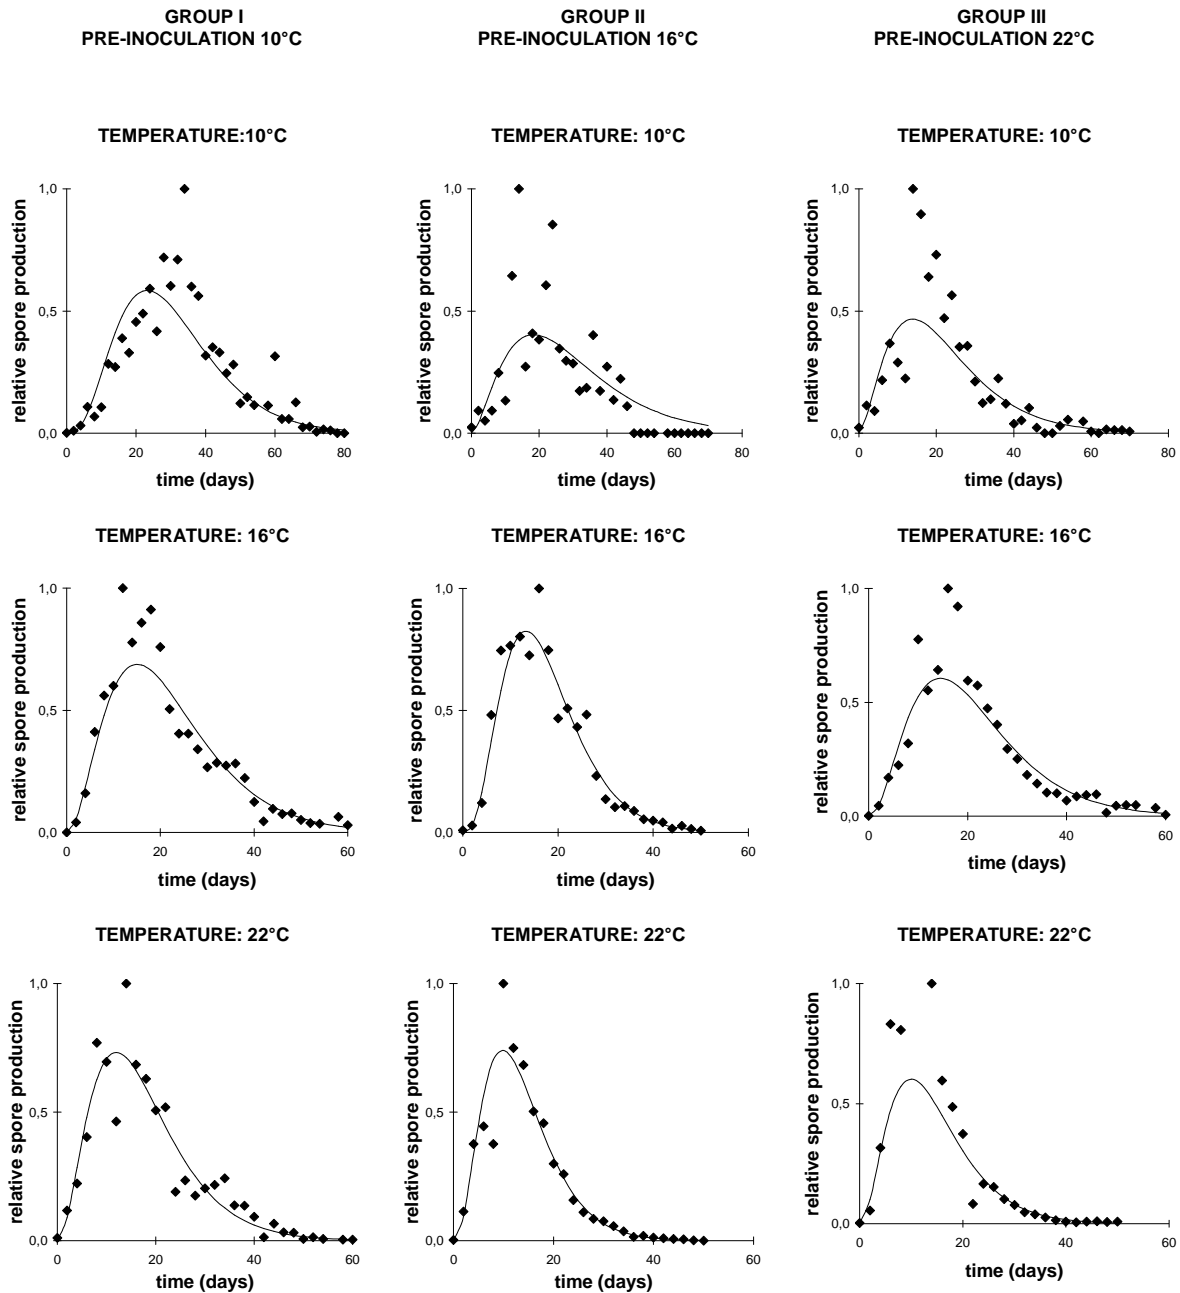 GROUP I
PRE-INOCULATION 10°C
GROUP II
PRE-INOCULATION 16°C
GROUP III
PRE-INOCULATION 22°C
TEMPERATURE:10°C
relative spore production
1,0
0,5
0,0
0 20 40 60 80
time (days)
TEMPERATURE: 10°C
relative spore production
1,0
0,5
0,0
0 20 40 60 80
time (days)
TEMPERATURE: 10°C
relative spore production
1,0
0,5
0,0
0 20 40 60 80
time (days)
TEMPERATURE: 16°C
relative spore production
1,0
0,5
0,0
0 20 40 60
time (days)
TEMPERATURE: 16°C
relative spore production
1,0
0,5
0,0
0 20 40 60
time (days)
TEMPERATURE: 16°C
relative spore production
1,0
0,5
0,0
0 20 40 60
time (days)
TEMPERATURE: 22°C
relative spore production
1,0
0,5
0,0
0 20 40 60
time (days)
TEMPERATURE: 22°C
relative spore production
1,0
0,5
0,0
0 20 40 60
time (days)
TEMPERATURE: 22°C
relative spore production
1,0
0,5
0,0
0 20 40 60
time (days)